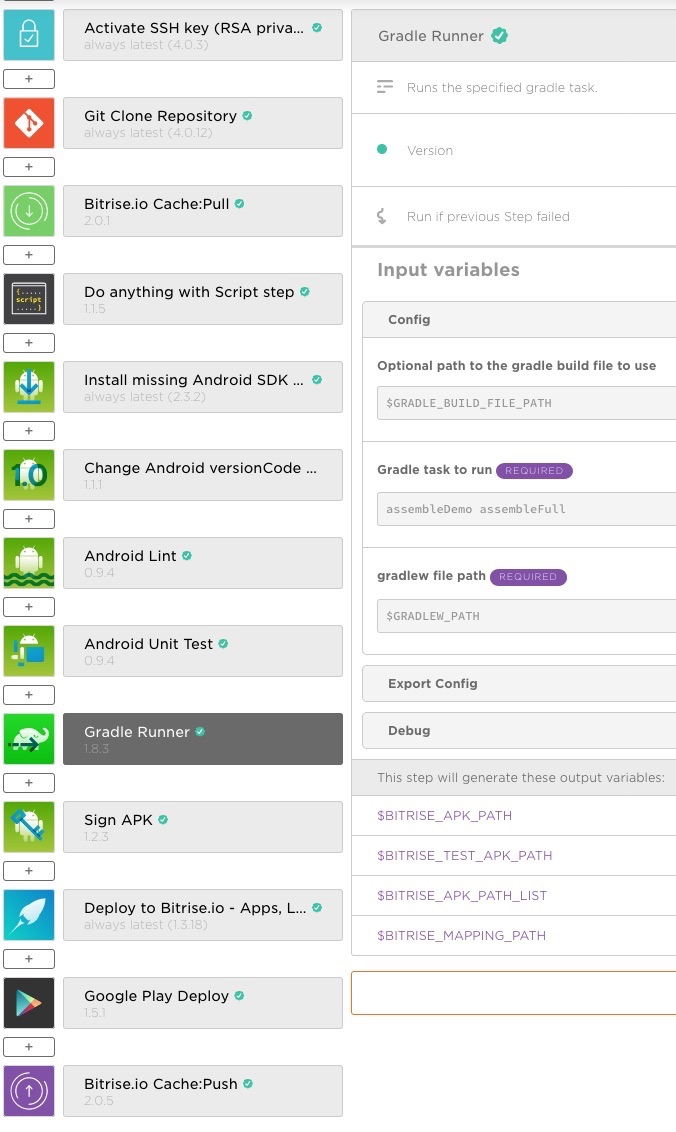 Activate SSH key (RSA priva...
always latest (4.0.3)
+
Git Clone Repository
always latest (4.0.12)
+
Bitrise.io Cache:Pull
2.0.1
+
{.....
script
.....}
Do anything with Script step
1.1.5
+
Install missing Android SDK ...
always latest (2.3.2)
+
1.0
Change Android versionCode ...
1.1.1
+
Android Lint
0.9.4
+
Android Unit Test
0.9.4
+
Gradle Runner
1.8.3
+
Sign APK
1.2.3
+
Deploy to Bitrise.io - Apps, L...
always latest (1.3.18)
+
Google Play Deploy
1.5.1
+
Bitrise.io Cache:Push
2.0.5
Gradle Runner
Runs the specified gradle task.
Version
Run if previous Step failed
Input variables
Config
Optional path to the gradle build file to use
$GRADLE_BUILD_FILE_PATH
Gradle task to run REQUIRED
assembleDemo assembleFull
gradlew file path REQUIRED
$GRADLEW_PATH
Export Config
Debug
This step will generate these output variables:
$BITRISE_APK_PATH
$BITRISE_TEST_APK_PATH
$BITRISE_APK_PATH_LIST
$BITRISE_MAPPING_PATH